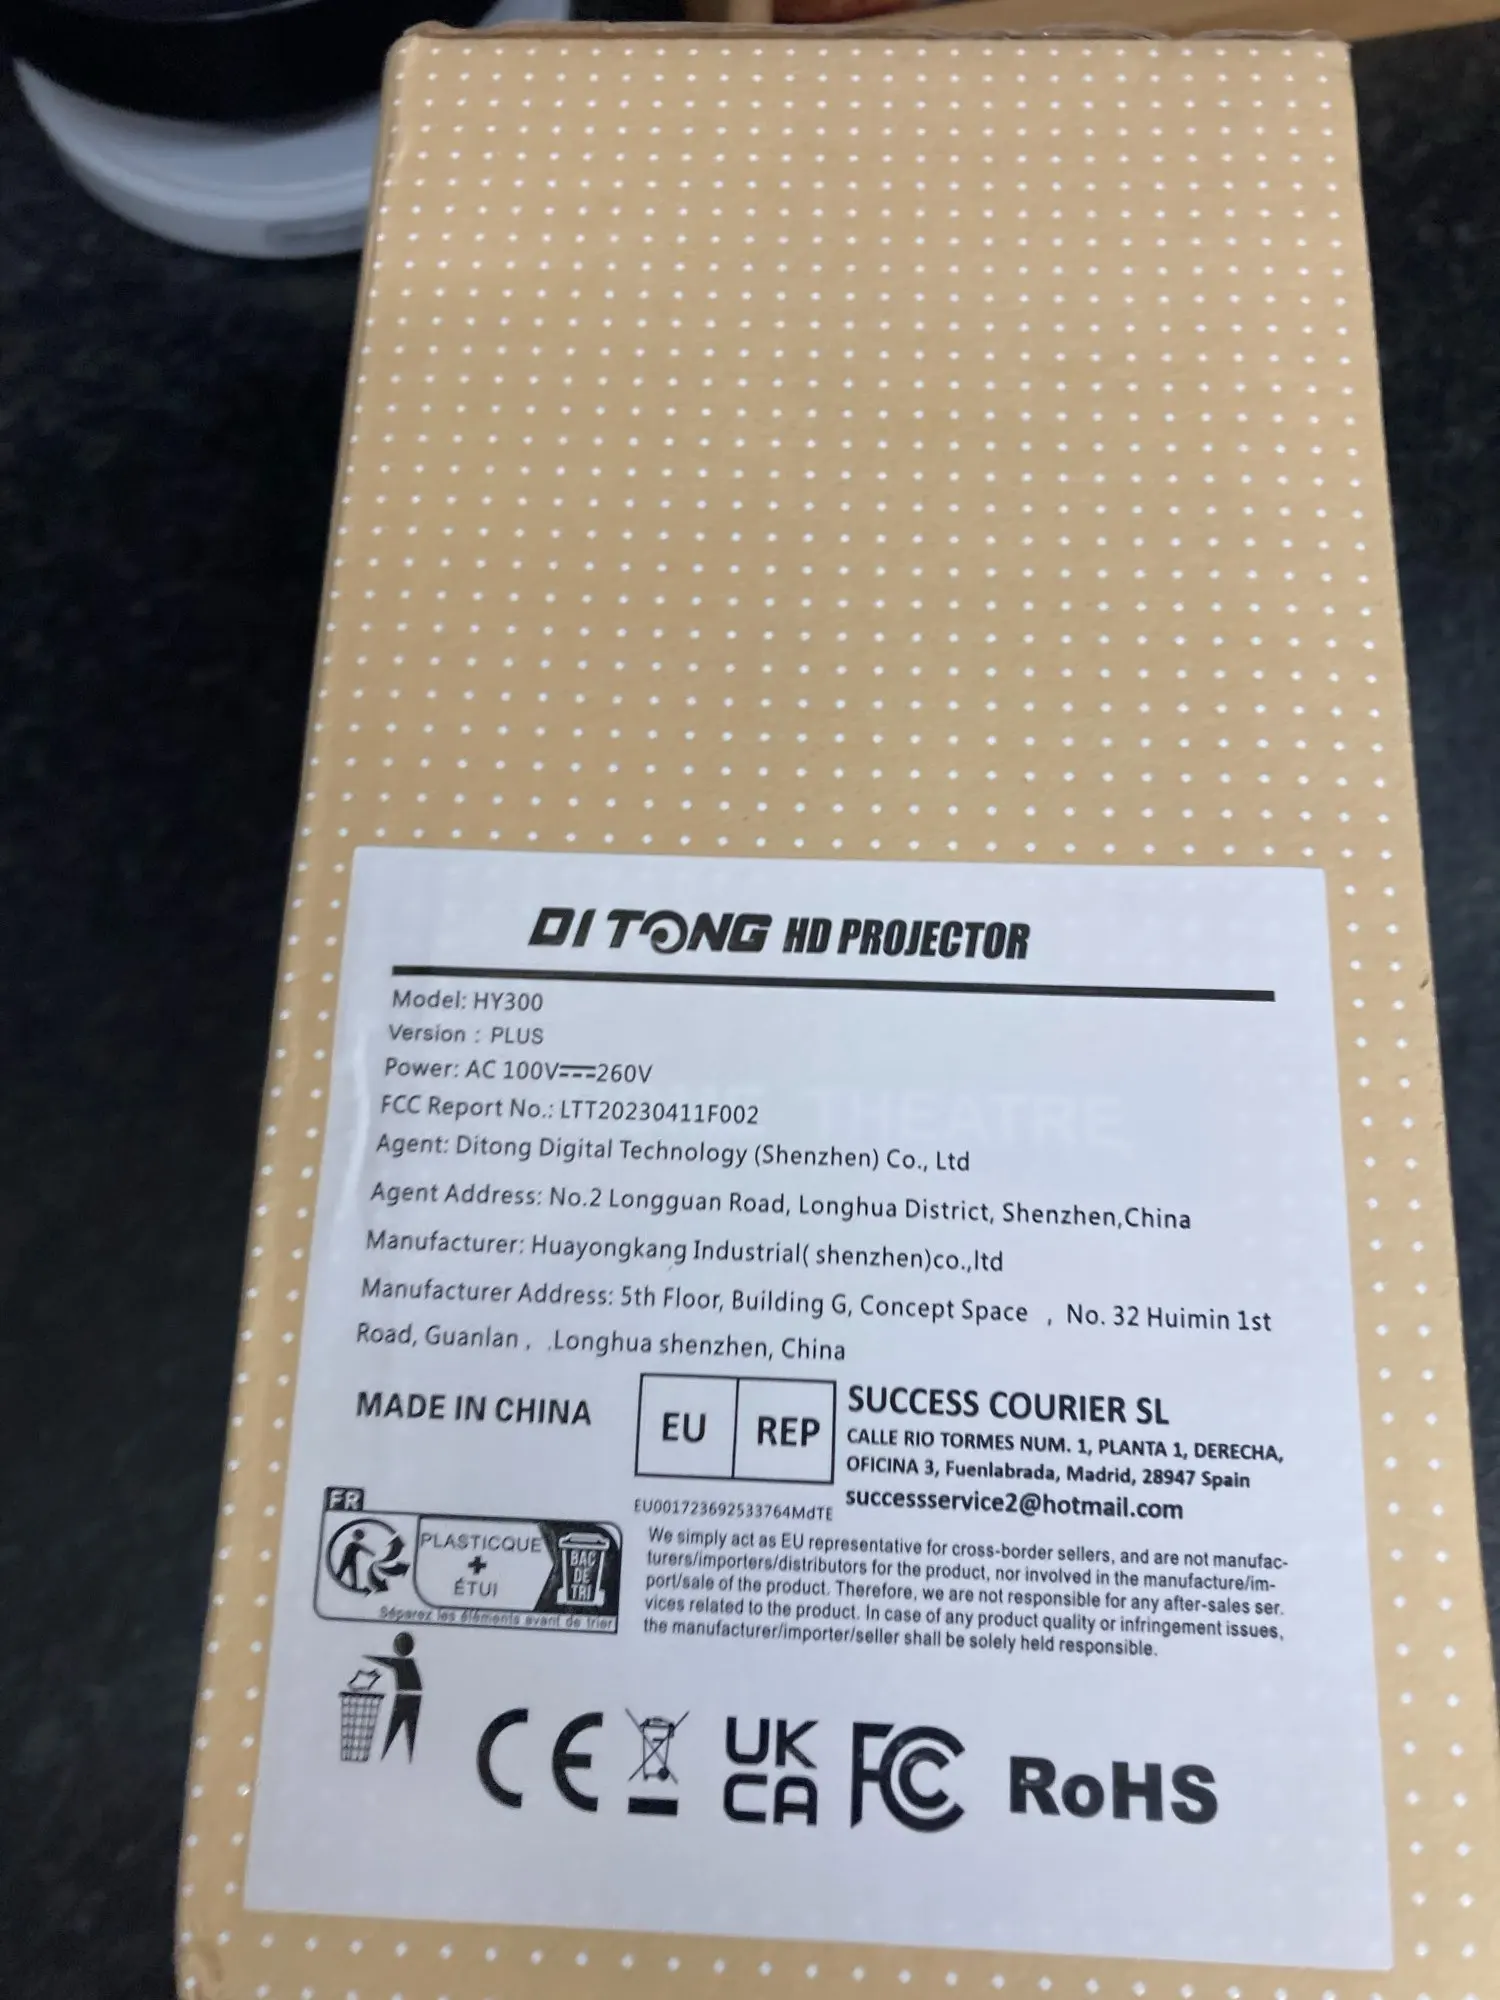 DITONG HD PROJECTOR
Model: HY300
Version : PLUS
Power: AC 100V⎓260V
FCC Report No.: LTT20230411F002
THEATRE
Agent: Ditong Digital Technology (Shenzhen) Co., Ltd
Agent Address: No.2 Longguan Road, Longhua District, Shenzhen,China
Manufacturer: Huayongkang Industrial( shenzhen)co.,ltd
Manufacturer Address: 5th Floor, Building G, Concept Space , No. 32 Huimin 1st
Road, Guanlan , .Longhua shenzhen, China
MADE IN CHINA
EU REP
SUCCESS COURIER SL
CALLE RIO TORMES NUM. 1, PLANTA 1, DERECHA,
OFICINA 3, Fuenlabrada, Madrid, 28947 Spain
successservice2@hotmail.com
EU001723692533764MdTE
We simply act as EU representative for cross-border sellers, and are not manufac-
turers/importers/distributors for the product, nor involved in the manufacture/im-
port/sale of the product. Therefore, we are not responsible for any after-sales ser.
vices related to the product. In case of any product quality or infringement issues,
the manufacturer/importer/seller shall be solely held responsible.
FR
PLASTICQUE
+
ÉTUI
BAC
DE
TRI
Séparez les éléments avant de trier
CE
UK
CA
FC
RoHS